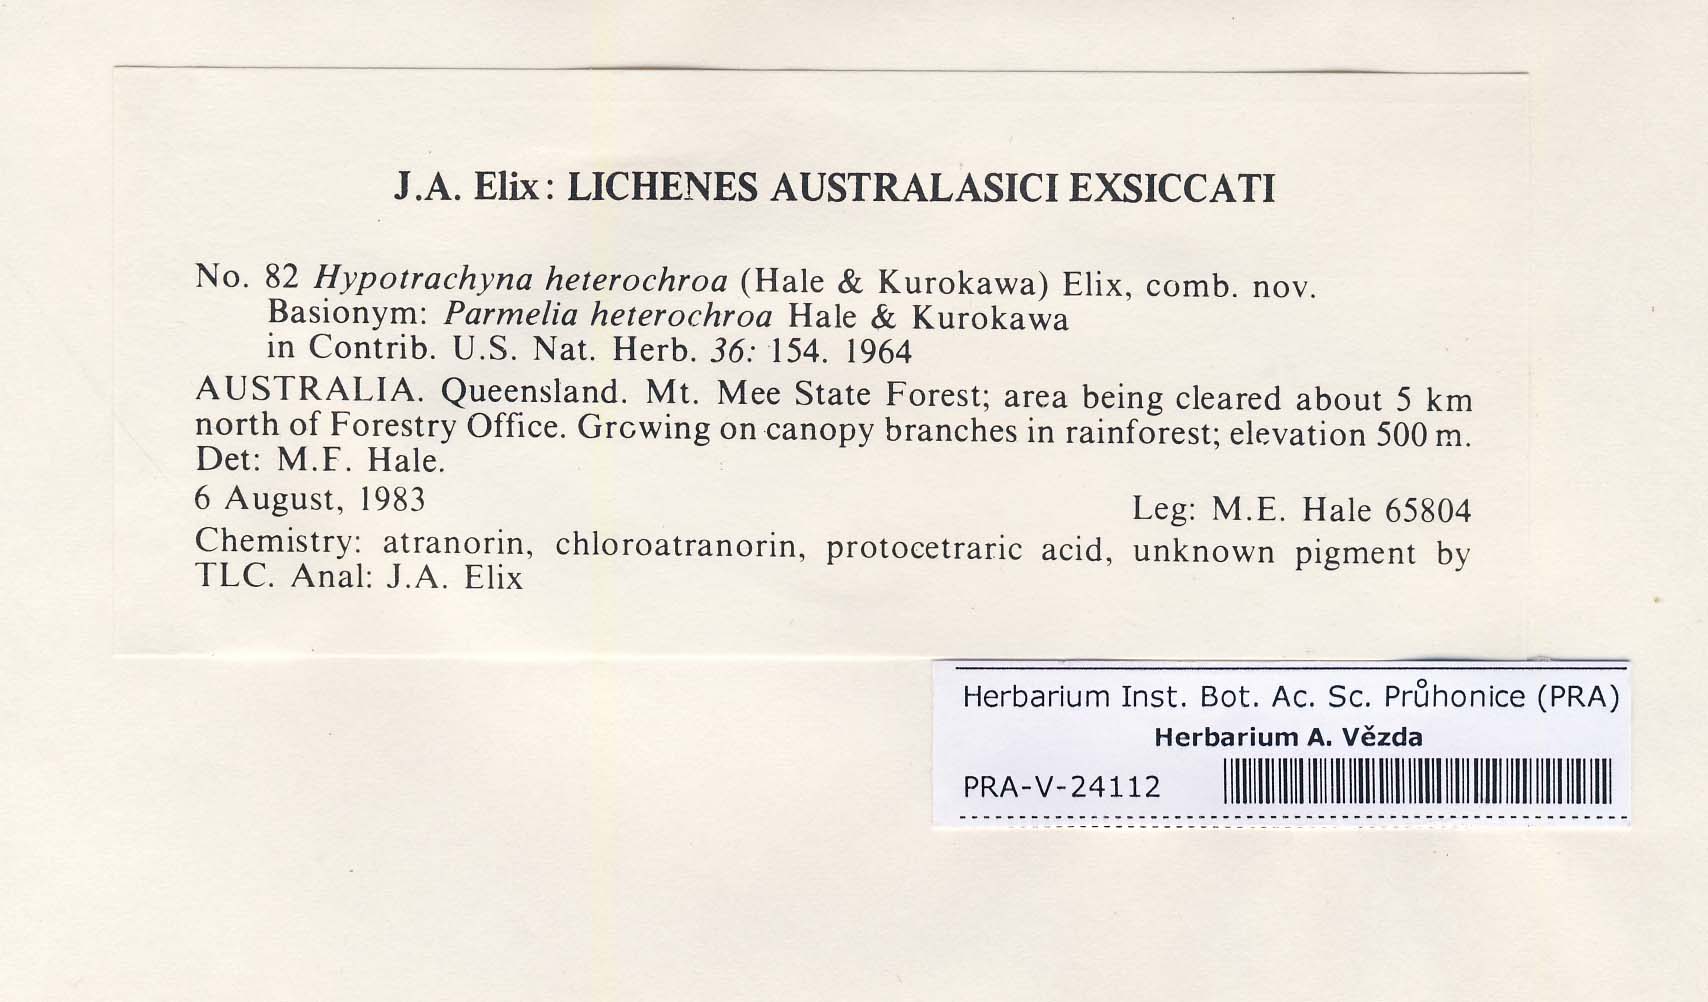 J.A. Elix: LICHENES AUSTRALASICI EXSICCATI
No. 82 Hypotrachyna heterochroa (Hale & Kurokawa) Elix, comb. nov.
Basionym: Parmelia heterochroa Hale & Kurokawa
in Contrib. U.S. Nat. Herb. 36: 154. 1964
AUSTRALIA. Queensland. Mt. Mee State Forest; area being cleared about 5 km
north of Forestry Office. Growing on canopy branches in rainforest; elevation 500 m.
Det: M.F. Hale.
6 August, 1983 Leg: M.E. Hale 65804
Chemistry: atranorin, chloroatranorin, protocetraric acid, unknown pigment by
TLC. Anal: J.A. Elix
Herbarium Inst. Bot. Ac. Sc. Průhonice (PRA)
Herbarium A. Vězda
PRA-V-24112